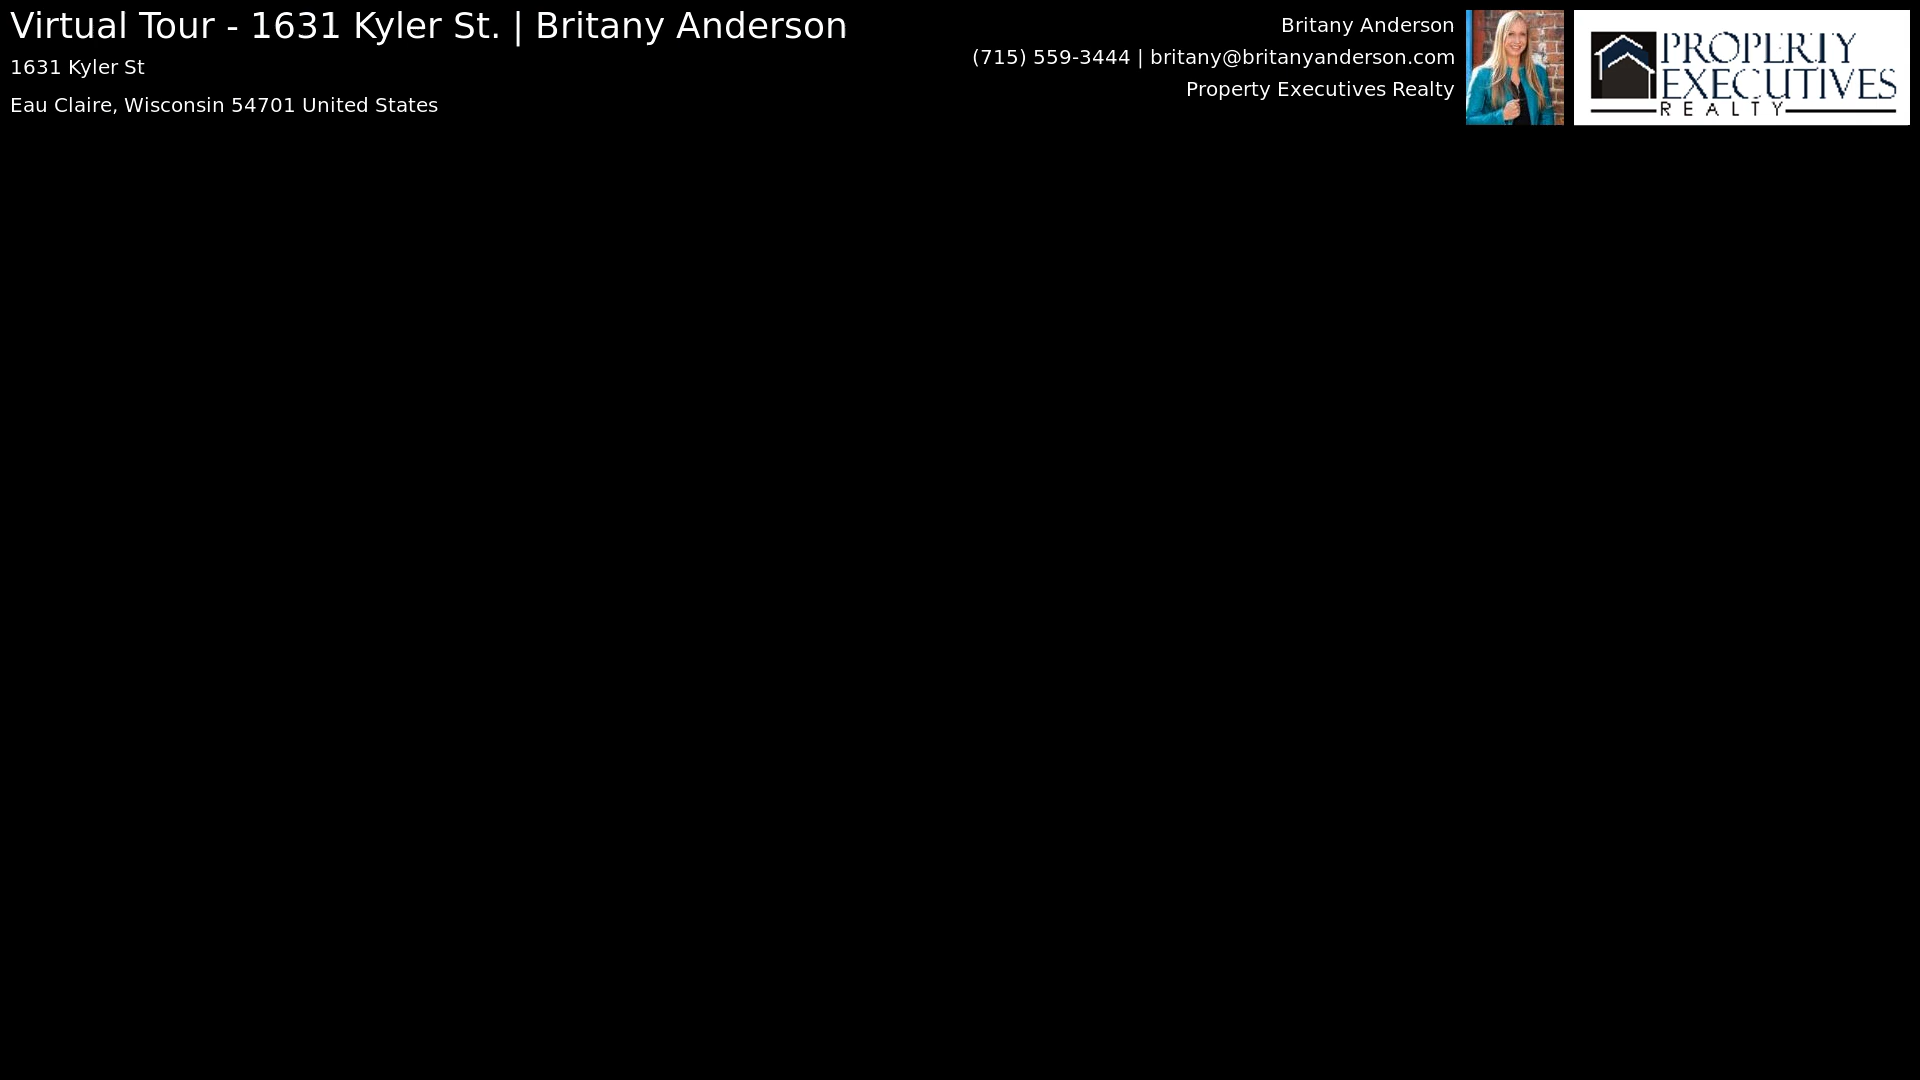 Virtual Tour - 1631 Kyler St. | Britany Anderson
1631 Kyler St
Eau Claire, Wisconsin 54701 United States
Britany Anderson
(715) 559-3444 | britany@britanyanderson.com
Property Executives Realty
PROPERTY
EXECUTIVES
REALTY